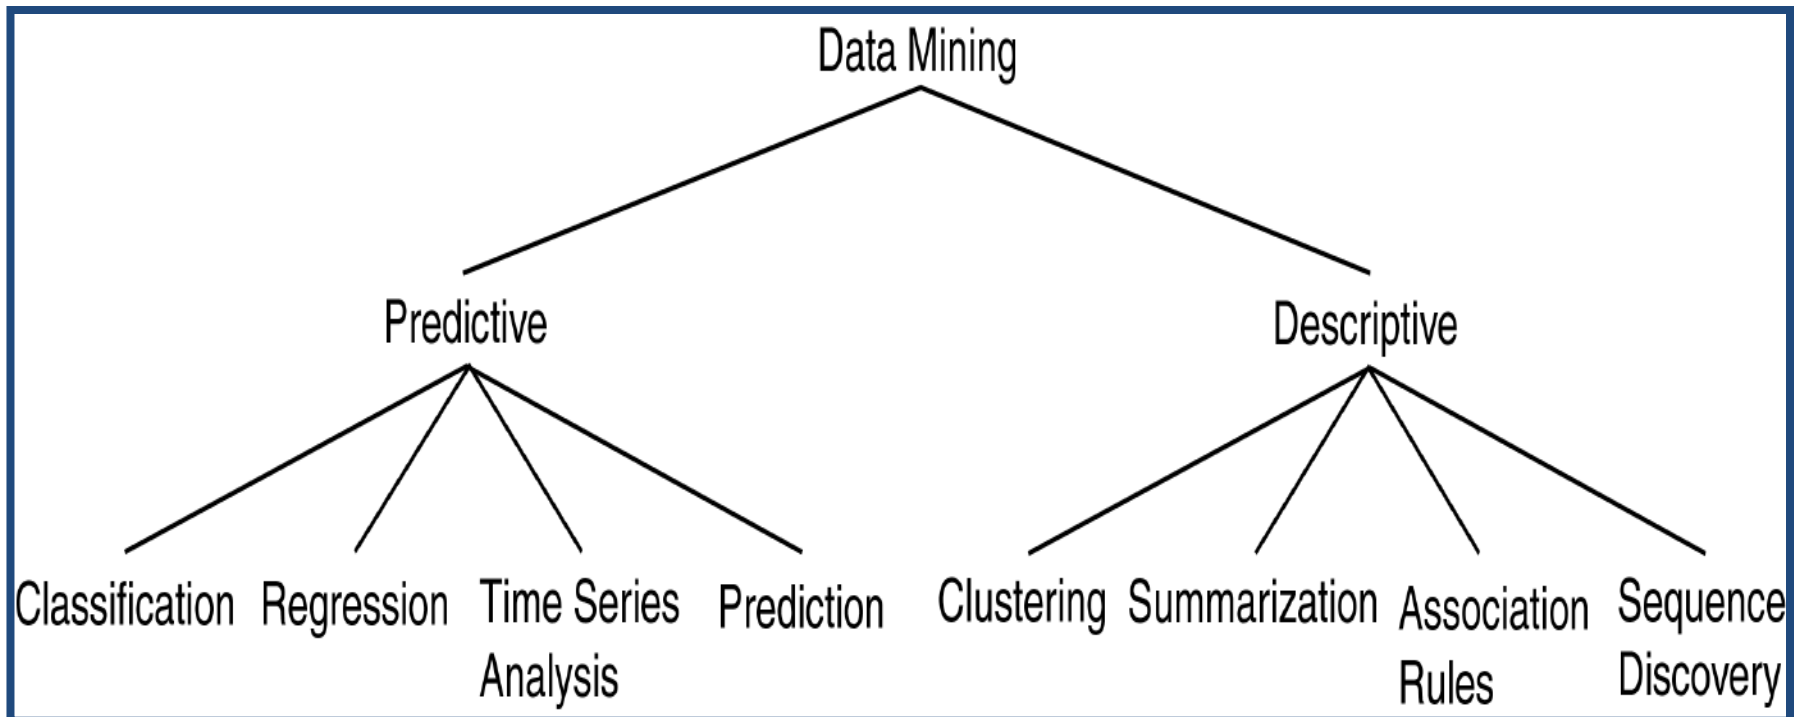 Data Mining
Predictive
Descriptive
Classification
Regression
Time Series
Analysis
Prediction
Clustering
Summarization
Association
Rules
Sequence
Discovery